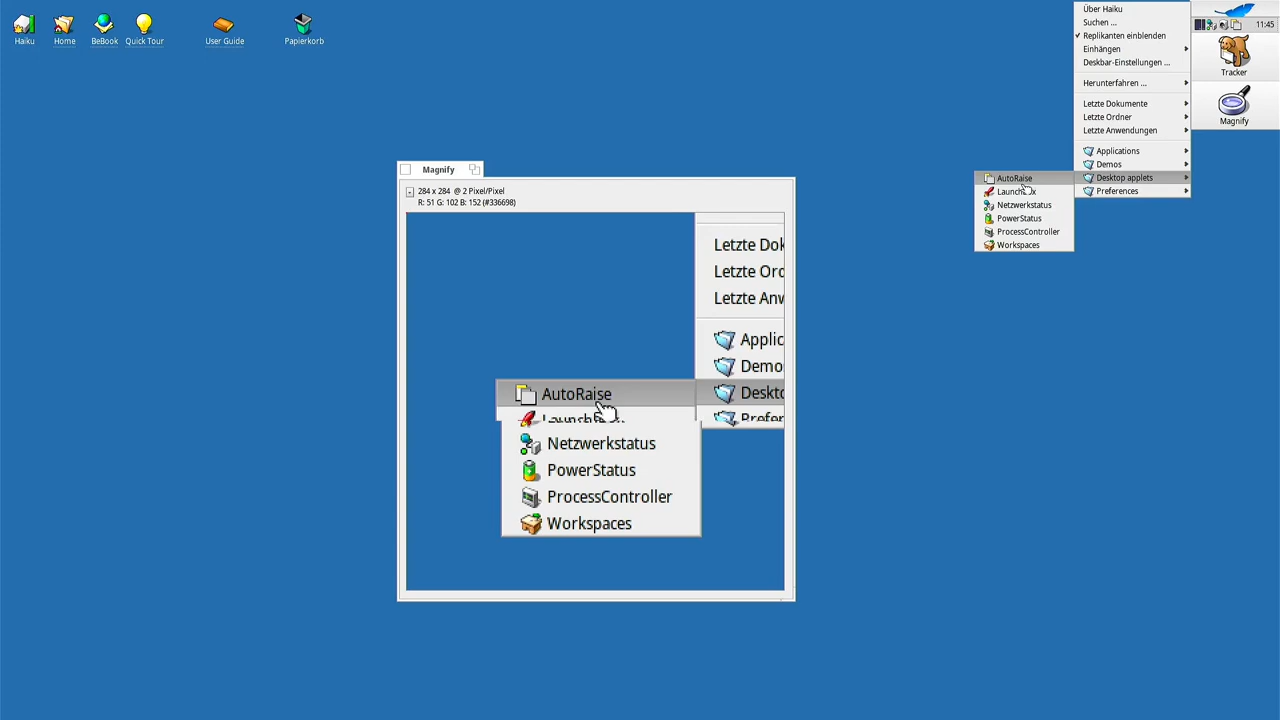 Haiku
Home
BeBook
Quick Tour
User Guide
Papierkorb
Über Haiku
Suchen ...
Replikanten einblenden
Einhängen
Deskbar-Einstellungen ...
Herunterfahren ...
Letzte Dokumente
Letzte Ordner
Letzte Anwendungen
Applications
Demos
Desktop applets
Preferences
11:45
Tracker
Magnify
AutoRaise
LaunchBox
Netzwerkstatus
PowerStatus
ProcessController
Workspaces
Magnify
284 x 284 @ 2 Pixel/Pixel
R: 51 G: 102 B: 152 (#336698)
Letzte Dok
Letzte Ord
Letzte Anw
Applic
Demo
Deskto
Prefer
AutoRaise
Netzwerkstatus
PowerStatus
ProcessController
Workspaces